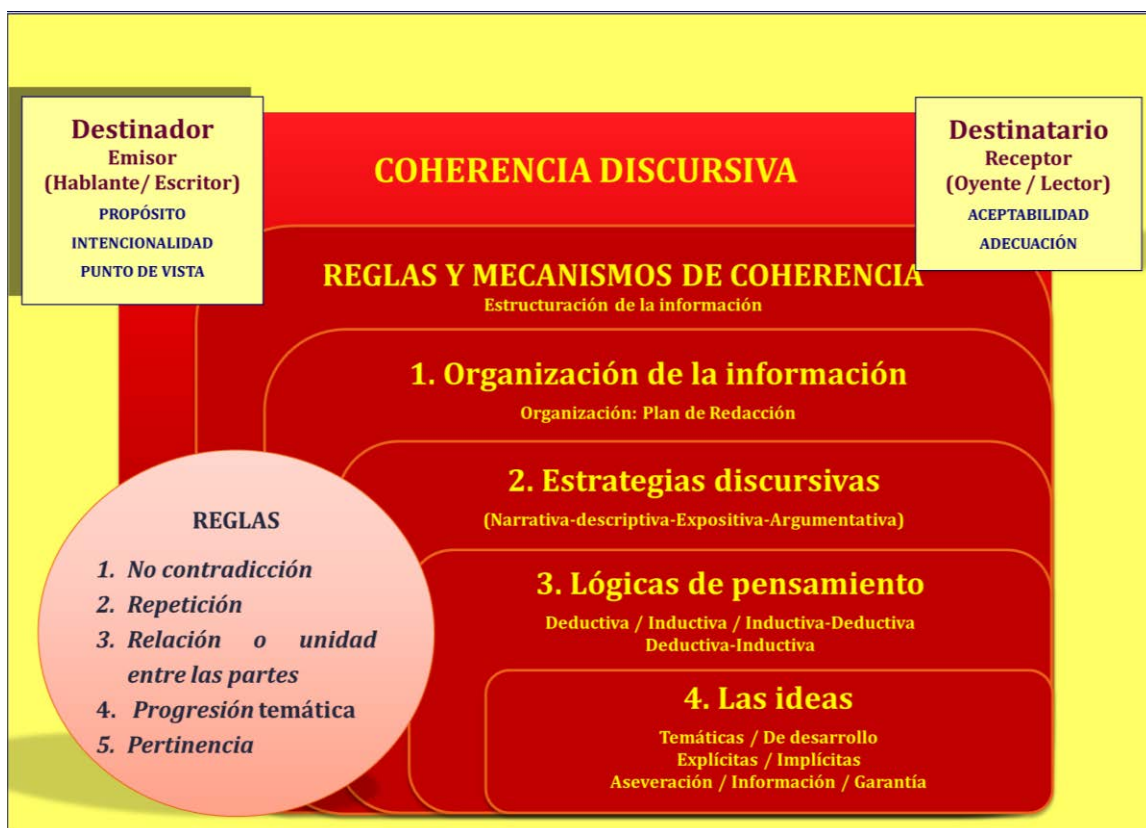 Destinador
Emisor
(Hablante/ Escritor)
PROPÓSITO
INTENCIONALIDAD
PUNTO DE VISTA
Destinatario
Receptor
(Oyente / Lector)
ACEPTABILIDAD
ADECUACIÓN
COHERENCIA DISCURSIVA
REGLAS Y MECANISMOS DE COHERENCIA
Estructuración de la información
1. Organización de la información
Organización: Plan de Redacción
2. Estrategias discursivas
(Narrativa-descriptiva-Expositiva-Argumentativa)
3. Lógicas de pensamiento
Deductiva / Inductiva / Inductiva-Deductiva
Deductiva-Inductiva
4. Las ideas
Temáticas / De desarrollo
Explícitas / Implícitas
Aseveración / Información / Garantía
REGLAS
1. No contradicción
2. Repetición
3. Relación o unidad
entre las partes
4. Progresión temática
5. Pertinencia